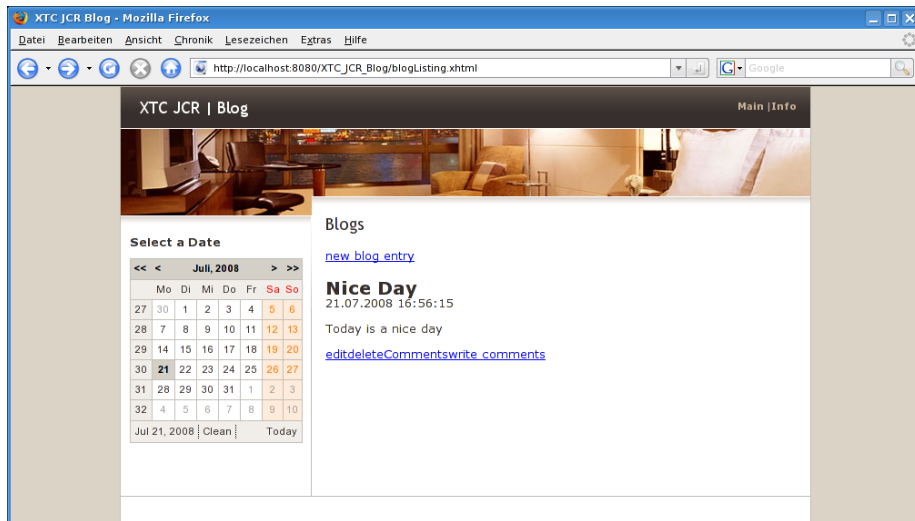 XTC JCR Blog - Mozilla Firefox
Datei Bearbeiten Ansicht Chronik Lesezeichen Extras Hilfe
http://localhost:8080/XTC_JCR_Blog/blogListing.xhtml
G Google
XTC JCR | Blog
Main |Info
Select a Date
<< < Juli, 2008 > >>
Mo Di Mi Do Fr Sa So
27 30 1 2 3 4 5 6
28 7 8 9 10 11 12 13
29 14 15 16 17 18 19 20
30 21 22 23 24 25 26 27
31 28 29 30 31 1 2 3
32 4 5 6 7 8 9 10
Jul 21, 2008 Clean Today
Blogs
new blog entry
Nice Day
21.07.2008 16:56:15
Today is a nice day
editdeleteCommentswrite comments